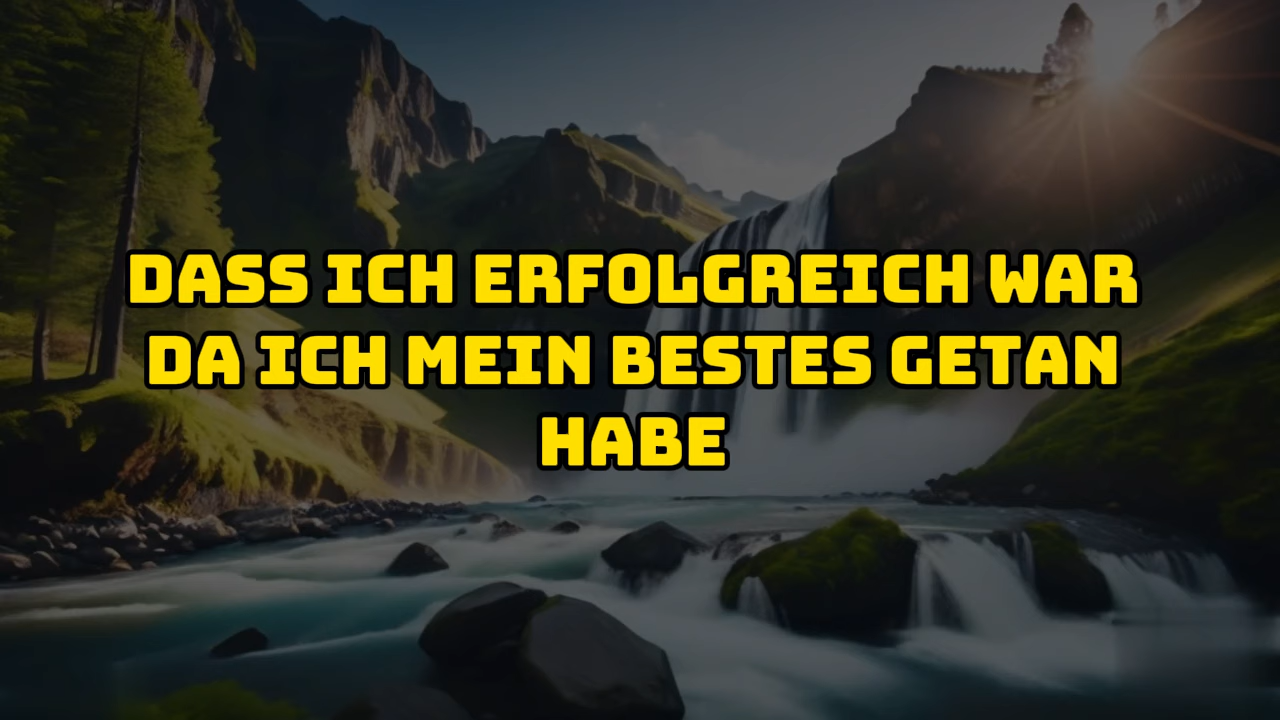 DASS ICH ERFOLGREICH WAR
DA ICH MEIN BESTES GETAN
HABE